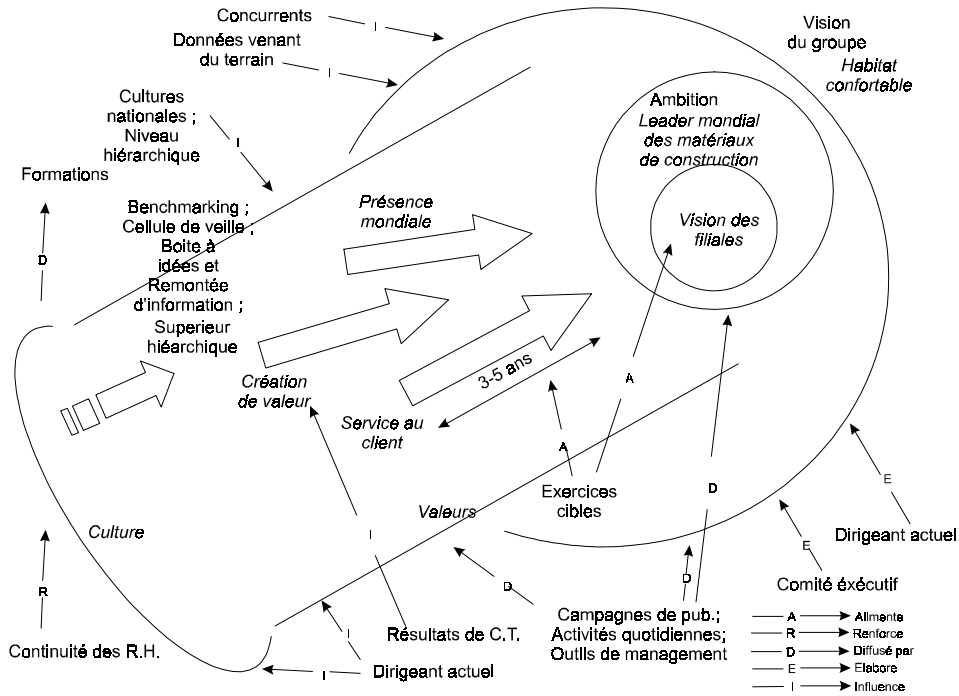 Concurrents
I
Données venant
du terrain
I
Vision
du groupe
Habitat
confortable
Cultures
nationales ;
Niveau
hiérarchique
I
Ambition
Leader mondial
des matériaux
de construction
Vision des
filiales
Formations
D
Benchmarking ;
Cellule de veille ;
Boite à
idées et
Remontée
d'information ;
Superieur
hiérarchique
Présence
mondiale
Création
de valeur
3-5 ans
Service au
client
A
A
Exercices
cibles
D
E
Dirigeant actuel
Culture
Valeurs
I
E
Comité éxécutif
R
Continuité des R.H.
I
I
Dirigeant actuel
Résultats de C.T.
D
D
Campagnes de pub.;
Activités quotidiennes;
Outils de management
A Alimente
R Renforce
D Diffusé par
E Elabore
I Influence